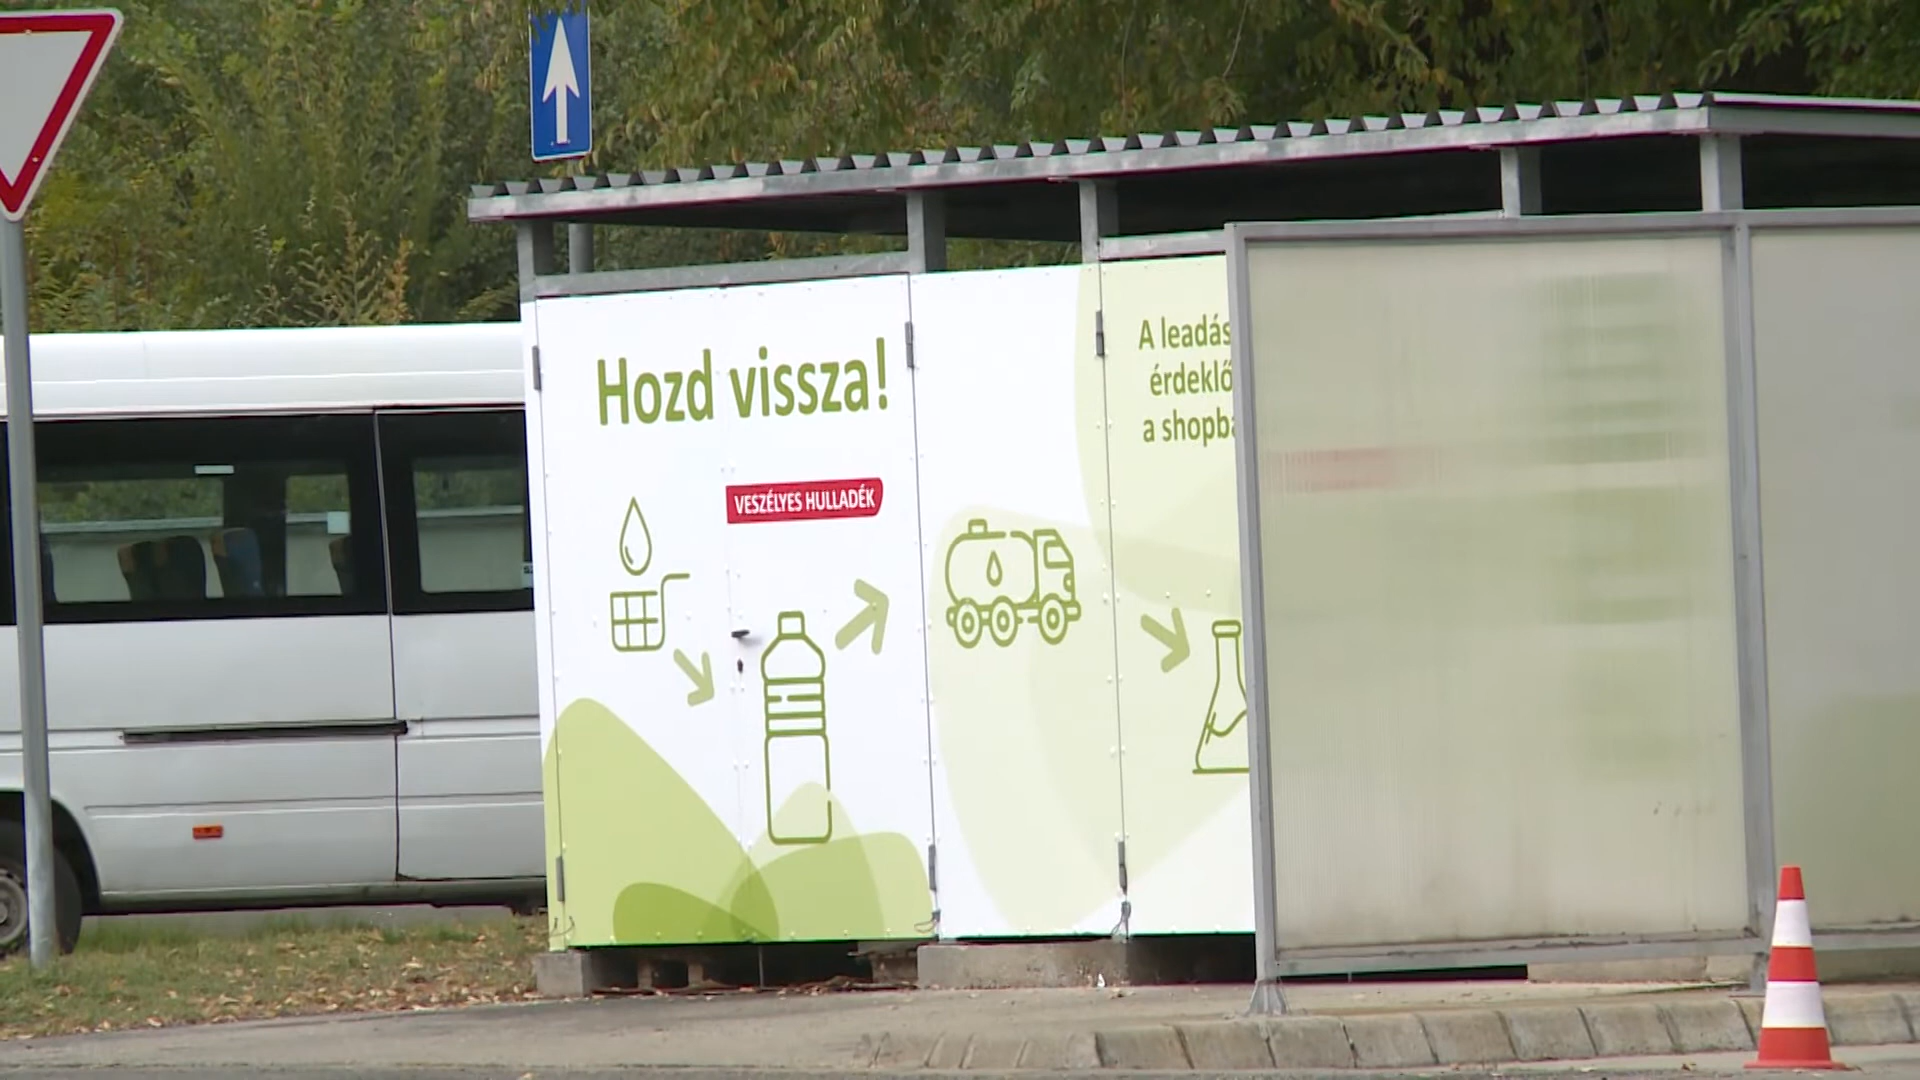 Hozd vissza!
VESZÉLYES HULLADÉK
A leadás
érdeklő
a shopba